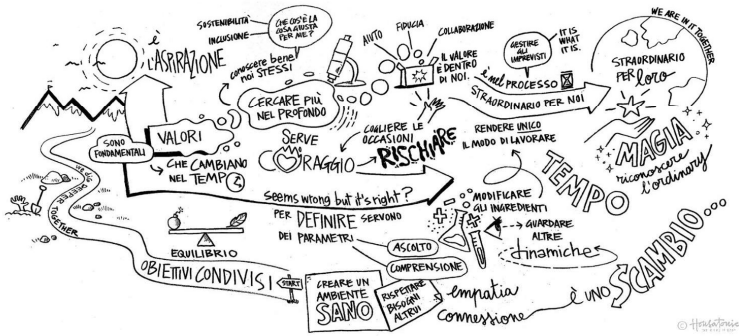 SOSTENIBILITÀ
INCLUSIONE
CHE COS'È LA
COSA GIUSTA
PER ME?
è
L'ASPIRAZIONE
conoscere bene
noi STESSI
CERCARE PIÙ
NEL PROFONDO
AIUTO
FIDUCIA
COLLABORAZIONE
IL VALORE
È DENTRO
DI NOI.
GESTIRE
GLI
IMPREVISTI
IT IS
WHAT
IT IS.
è nel PROCESSO
STRAORDINARIO PER NOI
WE ARE IN IT TOGETHER
STRAORDINARIO
PER loro
SONO
FONDAMENTALI
VALORI
CHE CAMBIANO
NEL TEMPO
SERVE
CORAGGIO
COGLIERE LE
OCCASIONI
RISCHIARE
RENDERE UNICO
IL MODO DI LAVORARE
MAGIA
riconoscere
l'ordinary
TEMPO
DIG UP DEEPER TOGETHER
seems wrong but it's right?
PER DEFINIRE SERVONO
DEI PARAMETRI
ASCOLTO
COMPRENSIONE
MODIFICARE
GLI INGREDIENTI
GUARDARE
ALTRE
dinamiche
EQUILIBRIO
OBIETTIVI CONDIVISI
START
CREARE UN
AMBIENTE
SANO
RISPETTARE
BISOGNI
ALTRUI
empatia
connessione
È UNO
SCAMBIO...
© Housatonic